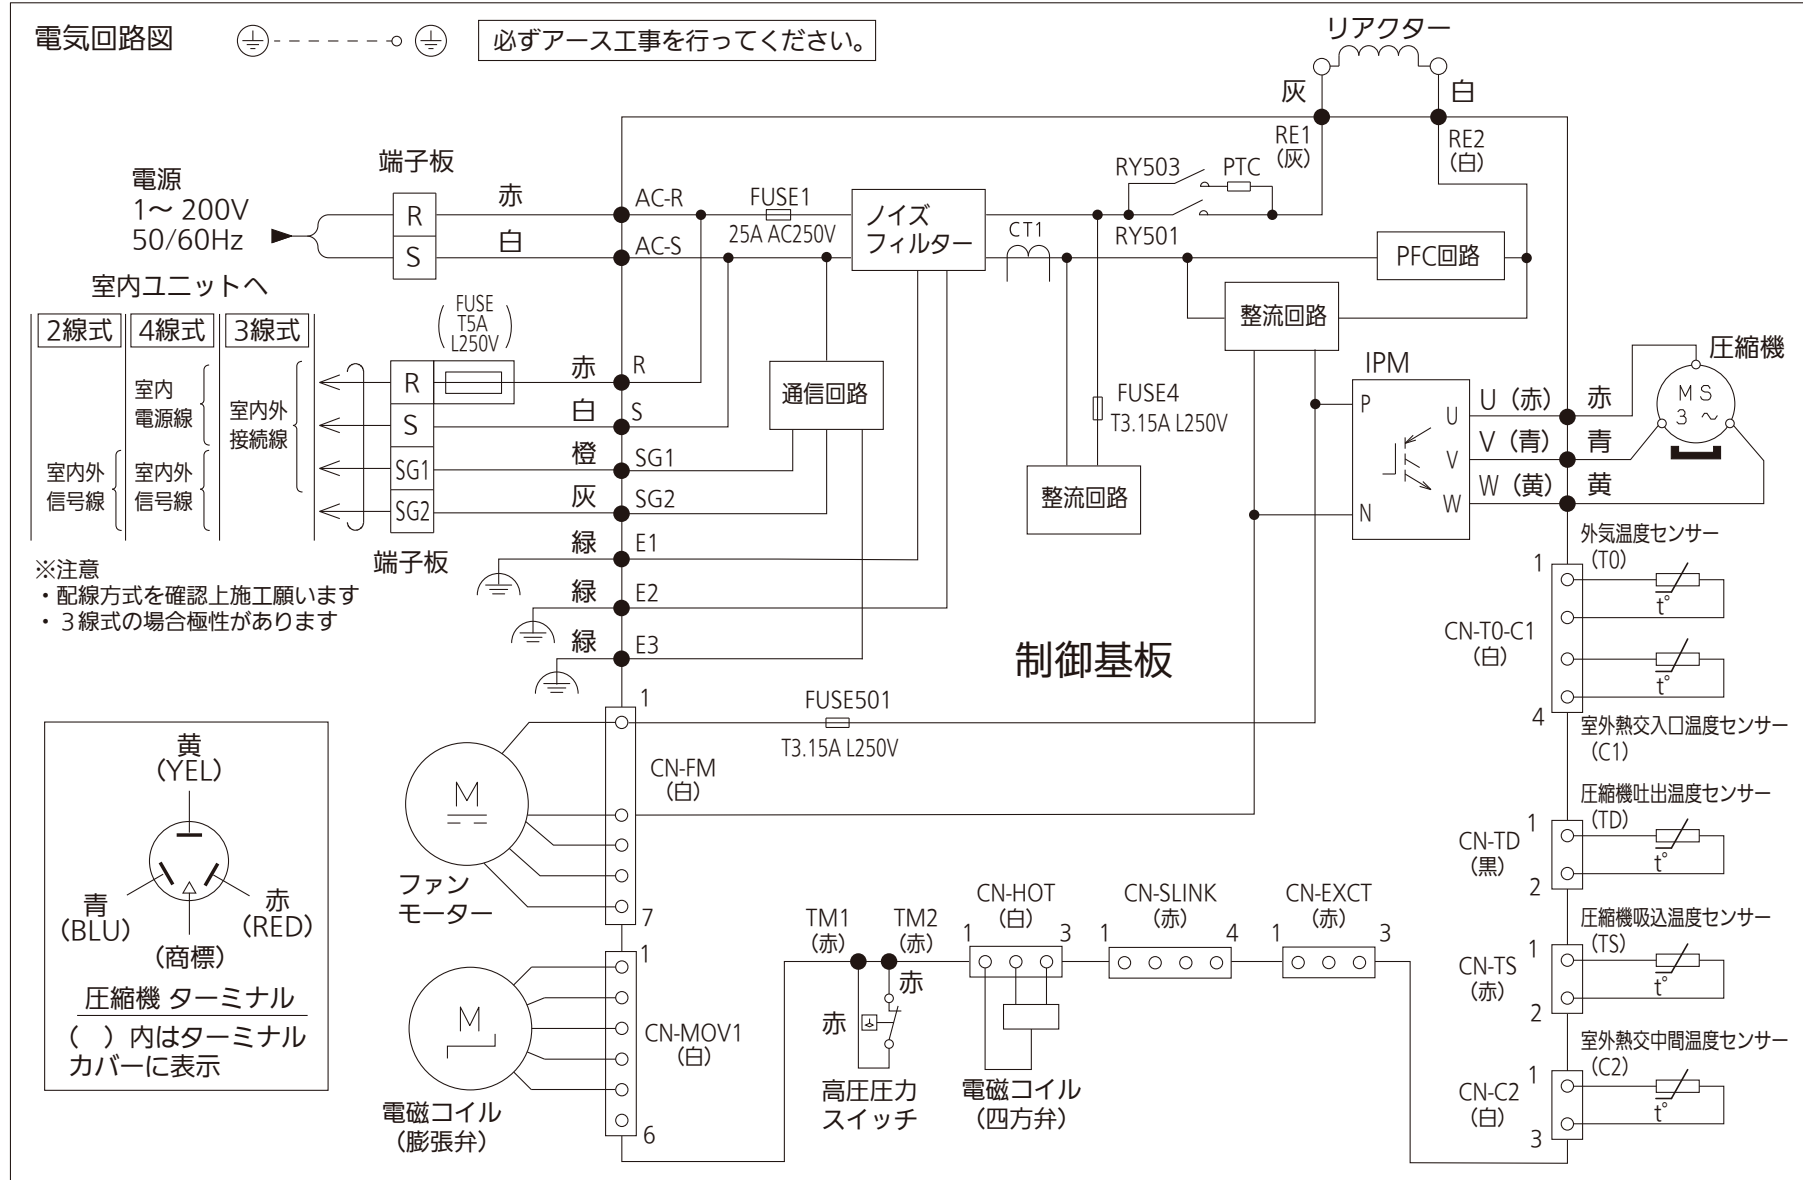 電気回路図
必ずアース工事を行ってください。
リアクター
灰
白
RE1
(灰)
RE2
(白)
電源
1～ 200V
50/60Hz
端子板
R
S
赤
白
AC-R
AC-S
FUSE1
25A AC250V
ノイズ
フィルター
RY503
PTC
RY501
CT1
PFC回路
整流回路
室内ユニットへ
2線式
4線式
3線式
室内
電源線
室内外
接続線
室内外
信号線
室内外
信号線
FUSE
T5A
L250V
R
S
SG1
SG2
端子板
赤
白
橙
灰
緑
緑
緑
R
S
SG1
SG2
E1
E2
E3
通信回路
FUSE4
T3.15A L250V
整流回路
IPM
P
N
U
V
W
U (赤)
V (青)
W (黄)
赤
青
黄
圧縮機
MS
3 ～
※注意
・配線方式を確認上施工願います
・３線式の場合極性があります
制御基板
外気温度センサー
(T0)
1
t°
CN-T0-C1
(白)
t°
4
室外熱交入口温度センサー
(C1)
圧縮機吐出温度センサー
(TD)
1
CN-TD
(黒)
t°
2
圧縮機吸込温度センサー
(TS)
1
CN-TS
(赤)
t°
2
室外熱交中間温度センサー
(C2)
1
CN-C2
(白)
t°
3
黄
(YEL)
青
(BLU)
赤
(RED)
(商標)
圧縮機 ターミナル
(　) 内はターミナル
カバーに表示
1
FUSE501
T3.15A L250V
CN-FM
(白)
M
ファン
モーター
7
1
M
CN-MOV1
(白)
電磁コイル
(膨張弁)
6
TM1
(赤)
TM2
(赤)
赤
赤
高圧圧力
スイッチ
CN-HOT
(白)
1
3
電磁コイル
(四方弁)
CN-SLINK
(赤)
1
4
CN-EXCT
(赤)
1
3